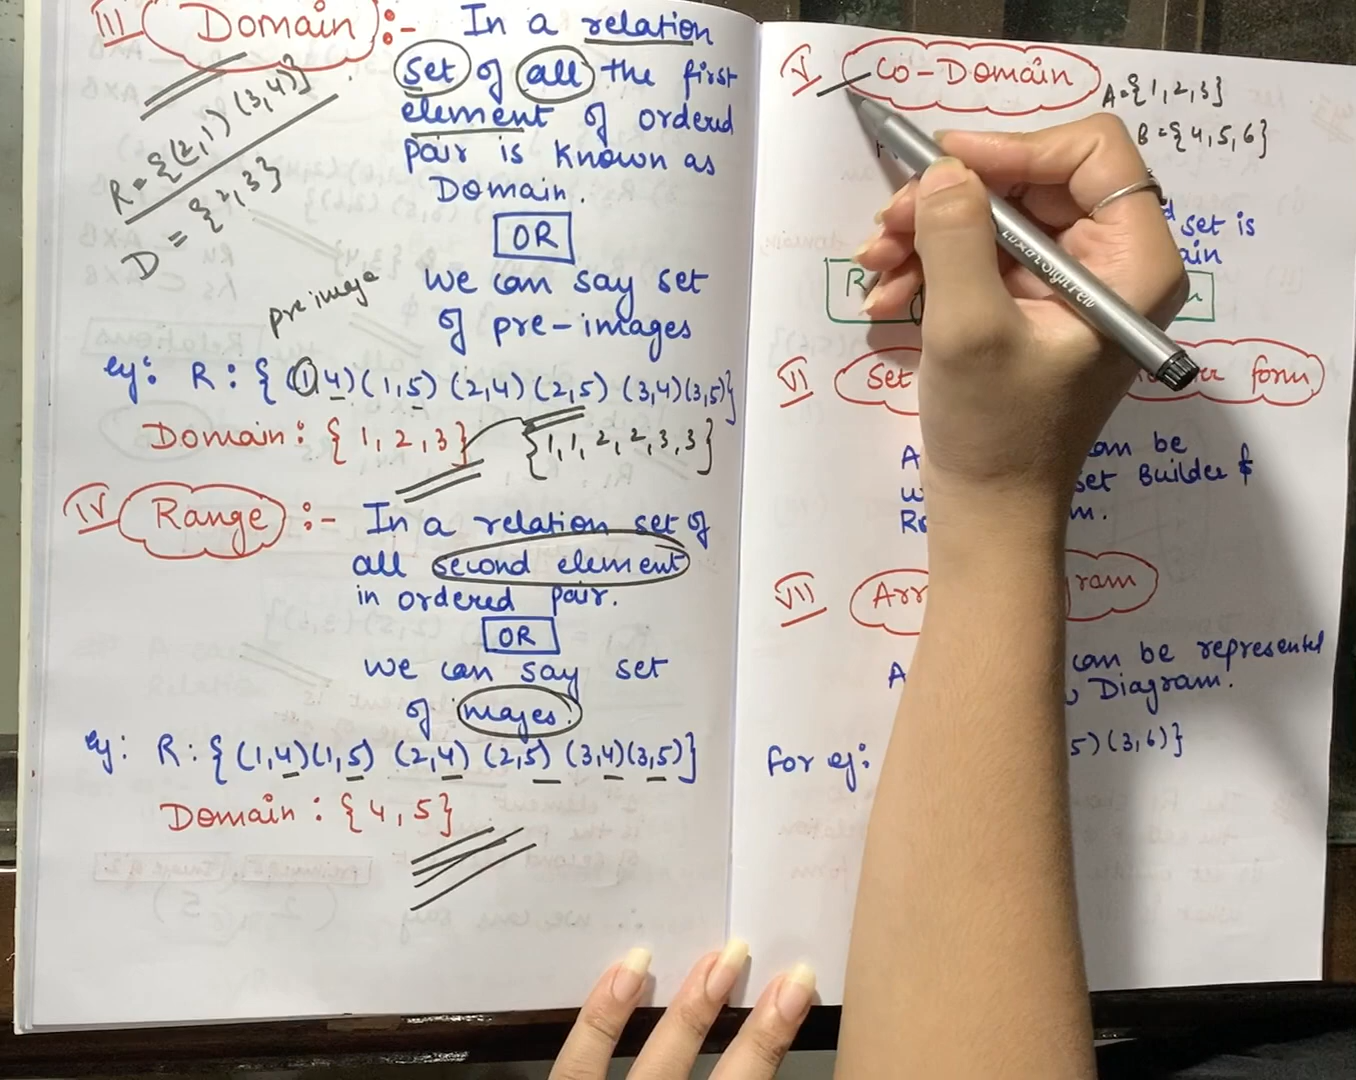 III Domain :- In a relation
set of all the first
element of ordered
pair is known as
Domain.
OR
we can say set
of pre-images
R = {(2,1) (3,4)}
D = {2,3}
preimage
eg: R : { (1,4)(1,5) (2,4) (2,5) (3,4)(3,5)}
Domain : { 1, 2, 3 } {1, 1, 2, 2, 3, 3}
IV Range :- In a relation set of
all second element
in ordered pair.
OR
we can say set
of images.
eg: R : { (1,4)(1,5) (2,4) (2,5) (3,4)(3,5)}
Domain : { 4, 5 }
V Co-Domain
A={1,2,3}
B={4,5,6}
set is
VI Set form
can be
Set Builder &
VII
can be represented
Diagram.
For eg: 5) (3,6)}
luxor sign pen